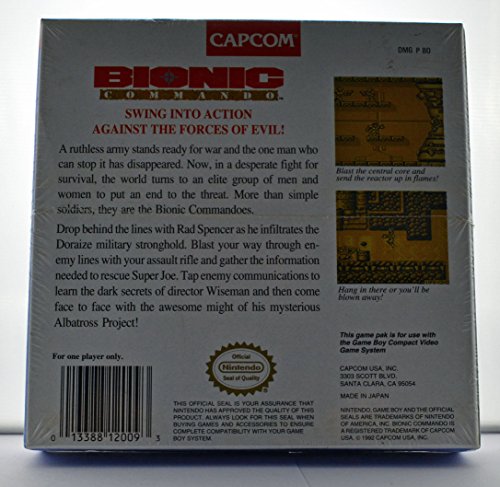 CAPCOM
DMG P 80
BIONIC
COMMANDO™
SWING INTO ACTION
AGAINST THE FORCES OF EVIL!
A ruthless army stands ready for war and the one man who
can stop it has disappeared. Now, in a desperate fight for
survival, the world turns to an elite group of men and
women to put an end to the threat. More than simple
soldiers, they are the Bionic Commandoes.
Drop behind the lines with Rad Spencer as he infiltrates the
Doraize military stronghold. Blast your way through en-
emy lines with your assault rifle and gather the information
needed to rescue Super Joe. Tap enemy communications to
learn the dark secrets of director Wiseman and then come
face to face with the awesome might of his mysterious
Albatross Project!
Blast the central core and
send the reactor up in flames!
Hang in there or you'll be
blown away!
This game pak is for use with
the Game Boy Compact Video
Game System
For one player only.
Official
Nintendo
Seal of Quality
CAPCOM USA, INC.
3303 SCOTT BLVD.
SANTA CLARA, CA 95054
MADE IN JAPAN
THIS OFFICIAL SEAL IS YOUR ASSURANCE THAT
NINTENDO HAS APPROVED THE QUALITY OF THIS
PRODUCT. ALWAYS LOOK FOR THIS SEAL WHEN
BUYING GAMES AND ACCESSORIES TO ENSURE
COMPLETE COMPATIBILITY WITH YOUR GAME
BOY SYSTEM.
NINTENDO, GAME BOY AND THE OFFICIAL
SEALS ARE TRADEMARKS OF NINTENDO
OF AMERICA, INC. BIONIC COMMANDO IS
A REGISTERED TRADEMARK OF CAPCOM
USA. © 1992 CAPCOM USA, INC.
0 13388 12009 3